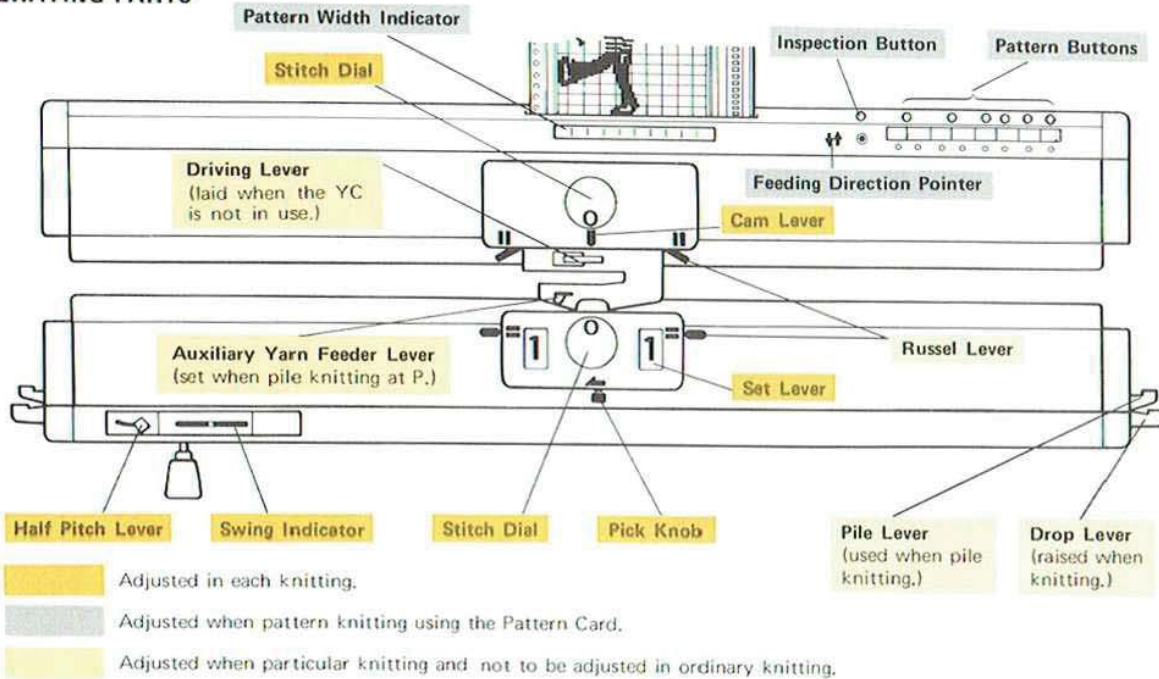 Pattern Width Indicator
Inspection Button
Pattern Buttons
Stitch Dial
Driving Lever
(laid when the YC
is not in use.)
Feeding Direction Pointer
O
Cam Lever
Auxiliary Yarn Feeder Lever
(set when pile knitting at P.)
O
1
1
Russel Lever
Set Lever
Half Pitch Lever
Swing Indicator
Stitch Dial
Pick Knob
Pile Lever
(used when pile
knitting.)
Drop Lever
(raised when
knitting.)
Adjusted in each knitting.
Adjusted when pattern knitting using the Pattern Card.
Adjusted when particular knitting and not to be adjusted in ordinary knitting.